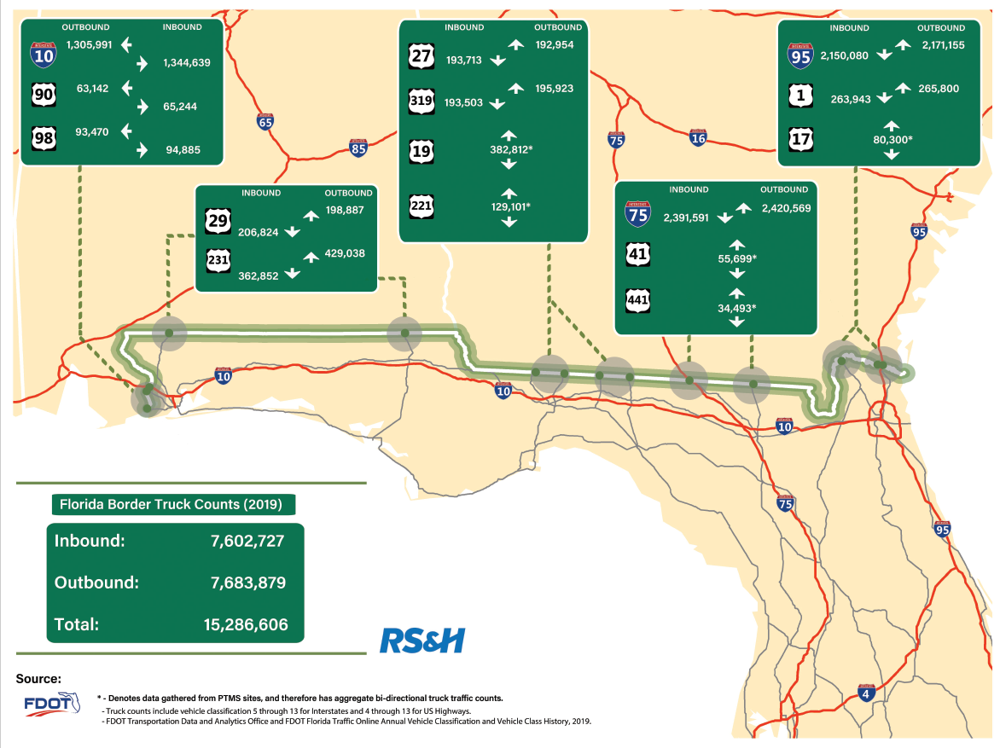 OUTBOUND INBOUND
INTERSTATE 10 1,305,991 1,344,639
90 63,142 65,244
98 93,470 94,885
INBOUND OUTBOUND
29 206,824 198,887
231 362,852 429,038
INBOUND OUTBOUND
27 193,713 192,954
319 193,503 195,923
19 382,812*
221 129,101*
INBOUND OUTBOUND
INTERSTATE 75 2,391,591 2,420,569
41 55,699*
441 34,493*
INBOUND OUTBOUND
INTERSTATE 95 2,150,080 2,171,155
1 263,943 265,800
17 80,300*
65
85
75
16
95
10
10
10
75
95
4
Florida Border Truck Counts (2019)
Inbound: 7,602,727
Outbound: 7,683,879
Total: 15,286,606
RS&H
Source:
FDOT
* - Denotes data gathered from PTMS sites, and therefore has aggregate bi-directional truck traffic counts.
- Truck counts include vehicle classification 5 through 13 for Interstates and 4 through 13 for US Highways.
- FDOT Transportation Data and Analytics Office and FDOT Florida Traffic Online Annual Vehicle Classification and Vehicle Class History, 2019.